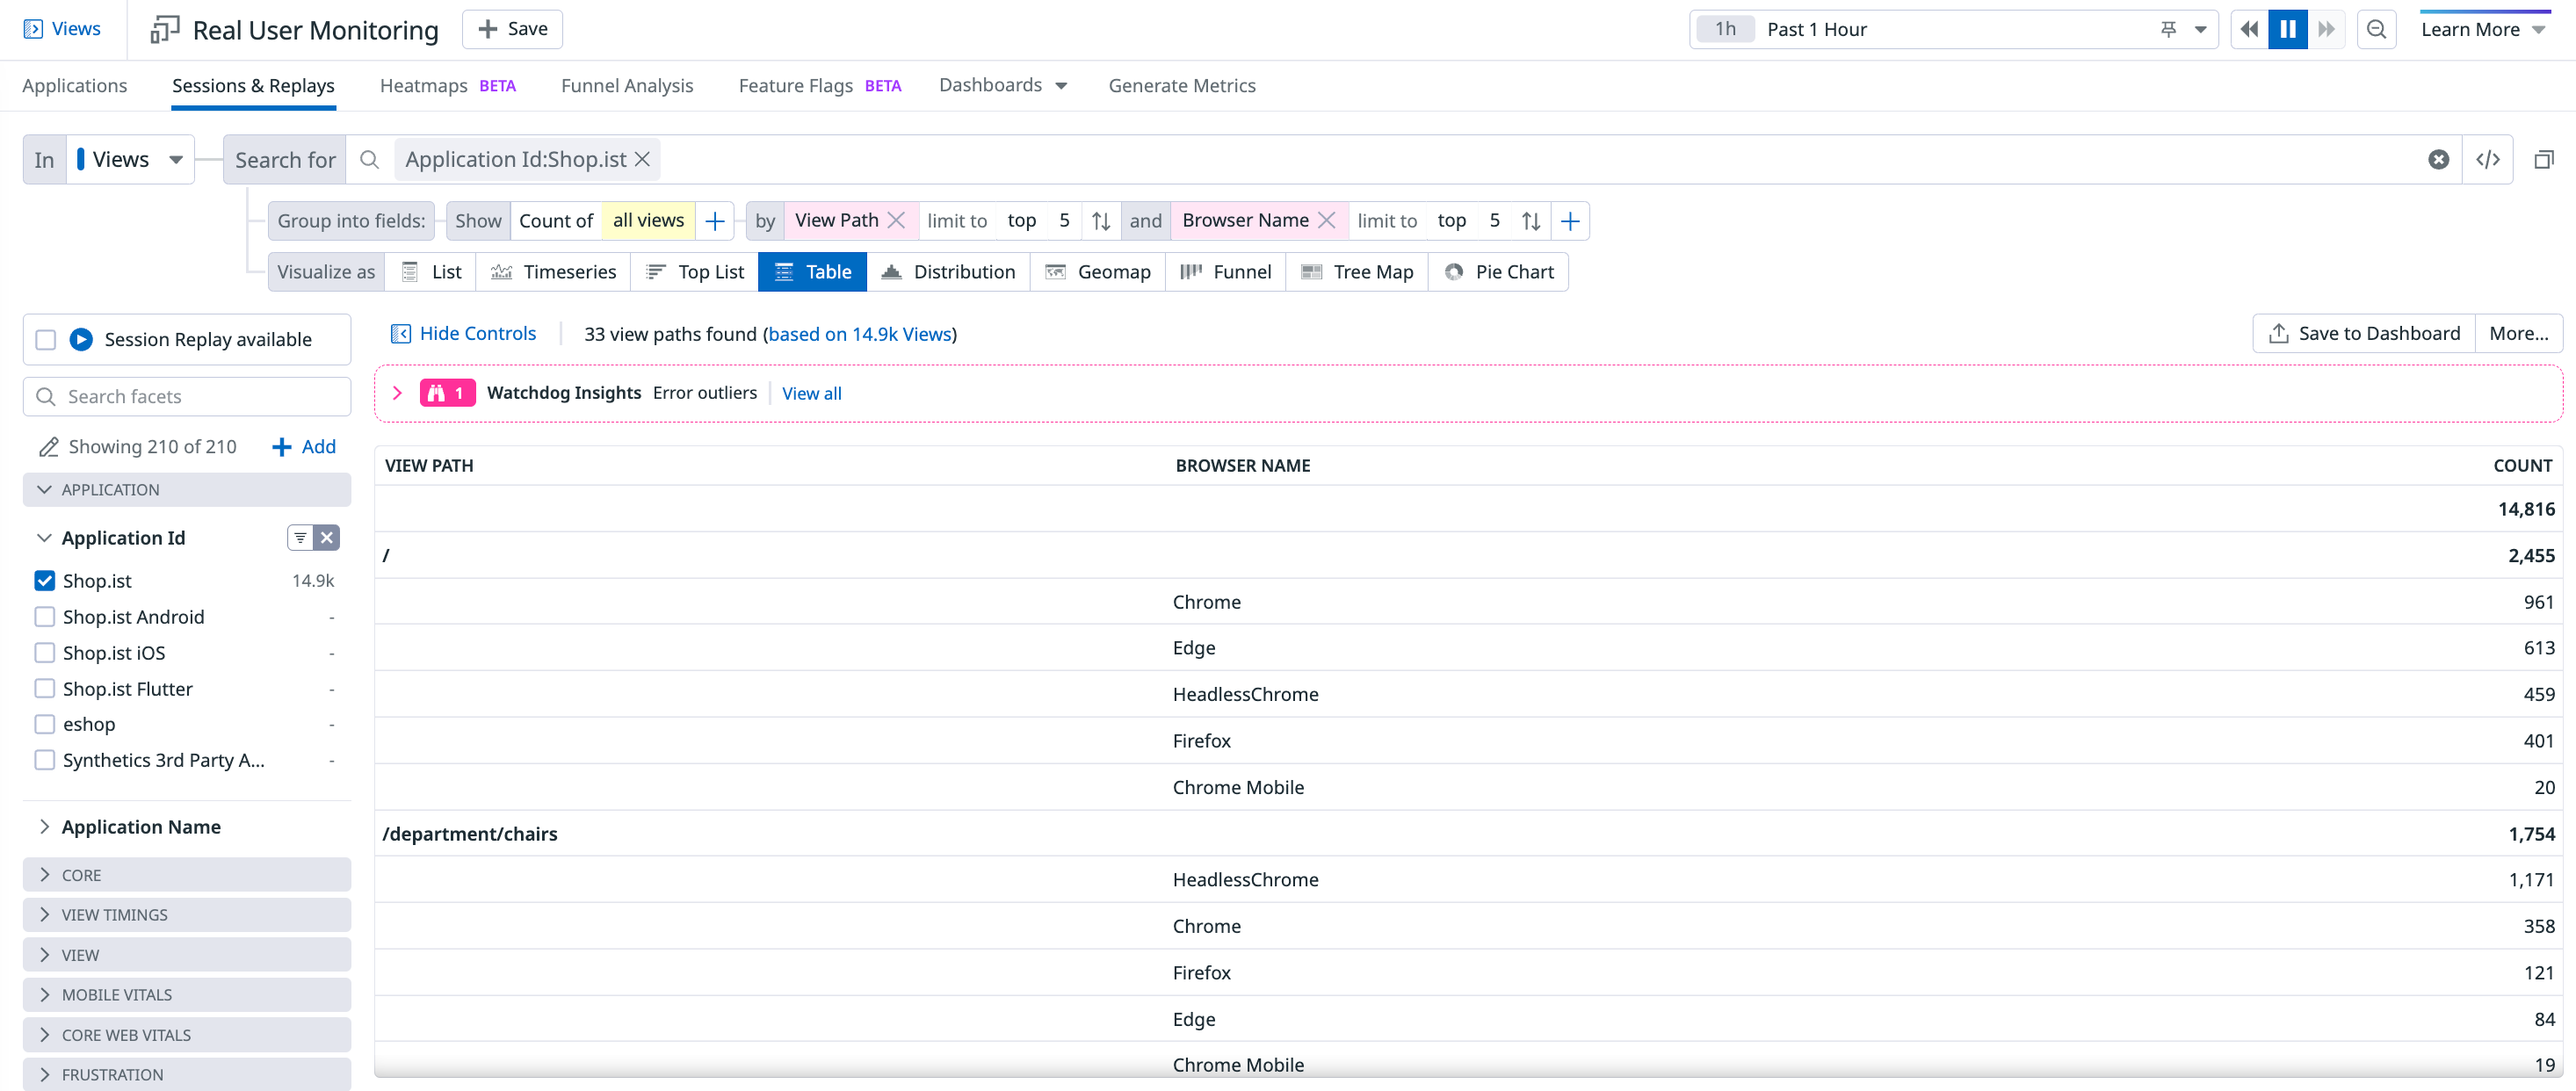 Views
Real User Monitoring
Save
1h Past 1 Hour
Learn More
Applications Sessions & Replays Heatmaps BETA Funnel Analysis Feature Flags BETA Dashboards Generate Metrics
In Views Search for Application Id:Shop.ist
Group into fields: Show Count of all views by View Path limit to top 5 and Browser Name limit to top 5
Visualize as List Timeseries Top List Table Distribution Geomap Funnel Tree Map Pie Chart
Session Replay available
Search facets
Showing 210 of 210 Add
APPLICATION
Application Id
Shop.ist 14.9k
Shop.ist Android -
Shop.ist iOS -
Shop.ist Flutter -
eshop -
Synthetics 3rd Party A... -
Application Name
CORE
VIEW TIMINGS
VIEW
MOBILE VITALS
CORE WEB VITALS
FRUSTRATION
Hide Controls 33 view paths found (based on 14.9k Views)
Save to Dashboard More...
1 Watchdog Insights Error outliers View all
VIEW PATH BROWSER NAME COUNT
14,816
/ 2,455
Chrome 961
Edge 613
HeadlessChrome 459
Firefox 401
Chrome Mobile 20
/department/chairs 1,754
HeadlessChrome 1,171
Chrome 358
Firefox 121
Edge 84
Chrome Mobile 19